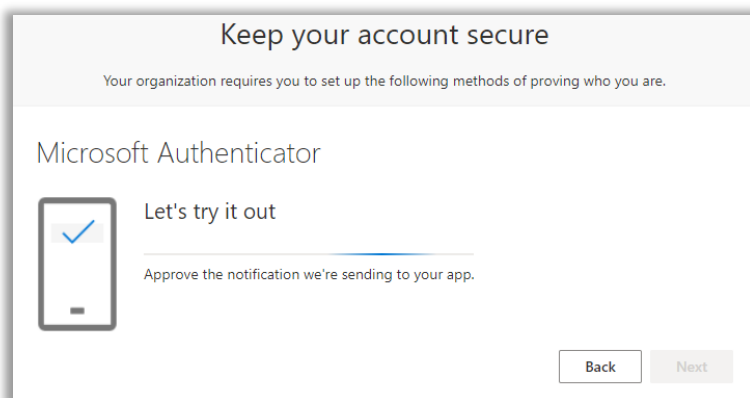 Keep your account secure
Your organization requires you to set up the following methods of proving who you are.
Microsoft Authenticator
Let's try it out
Approve the notification we're sending to your app.
Back
Next